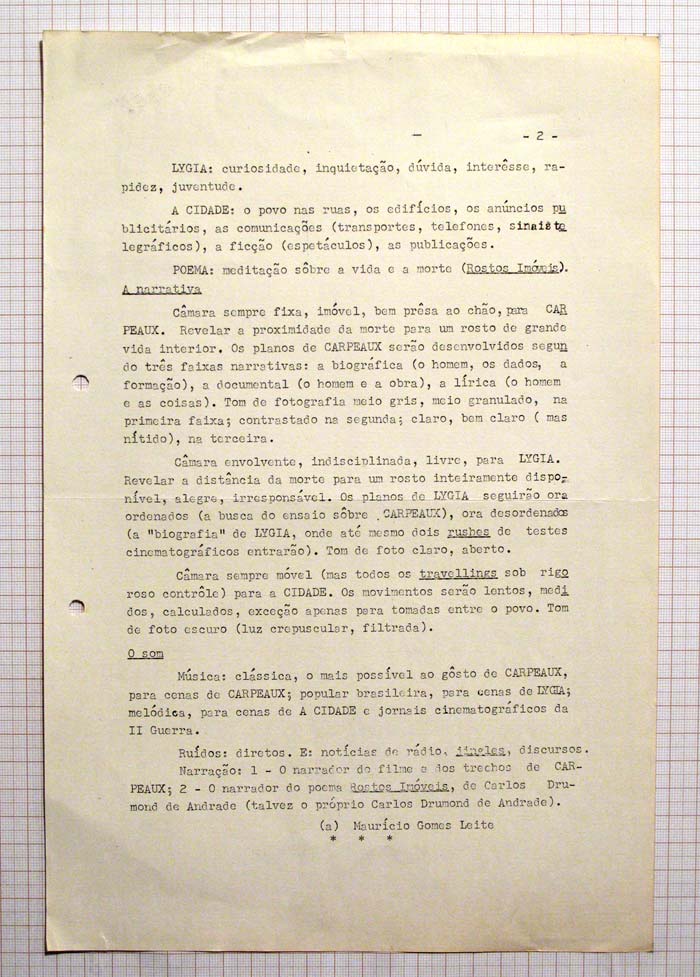 - 2 -
LYGIA: curiosidade, inquietação, dúvida, interêsse, ra-
pidez, juventude.
A CIDADE: o povo nas ruas, os edifícios, os anúncios pu
blicitários, as comunicações (transportes, telefones, sinais te
legráficos), a ficção (espetáculos), as publicações.
POEMA: meditação sôbre a vida e a morte (Rostos Imóveis).
A narrativa
Câmara sempre fixa, imóvel, bem prêsa ao chão, para CAR
PEAUX. Revelar a proximidade da morte para um rosto de grande
vida interior. Os planos de CARPEAUX serão desenvolvidos segun
do três faixas narrativas: a biográfica (o homem, os dados, a
formação), a documental (o homem e a obra), a lírica (o homem
e as coisas). Tom de fotografia meio gris, meio granulado, na
primeira faixa; contrastado na segunda; claro, bem claro ( mas
nítido), na terceira.
Câmara envolvente, indisciplinada, livre, para LYGIA.
Revelar a distância da morte para um rosto inteiramente dispo-
nível, alegre, irresponsável. Os planos de LYGIA seguirão ora
ordenados (a busca do ensaio sôbre CARPEAUX), ora desordenados
(a "biografia" de LYGIA, onde até mesmo dois rushes de testes
cinematográficos entrarão). Tom de foto claro, aberto.
Câmara sempre móvel (mas todos os travellings sob rigo
roso contrôle) para a CIDADE. Os movimentos serão lentos, medi
dos, calculados, exceção apenas para tomadas entre o povo. Tom
de foto escuro (luz crepuscular, filtrada).
O som
Música: clássica, o mais possível ao gôsto de CARPEAUX,
para cenas de CARPEAUX; popular brasileira, para cenas de LYGIA;
melódica, para cenas de A CIDADE e jornais cinematográficos da
II Guerra.
Ruídos: diretos. E: notícias de rádio, jingles, discursos.
Narração: 1 - O narrador do filme e dos trechos de CAR-
PEAUX; 2 - O narrador do poema Rostos Imóveis, de Carlos Dru-
mond de Andrade (talvez o próprio Carlos Drumond de Andrade).
(a) Maurício Gomes Leite
* * *